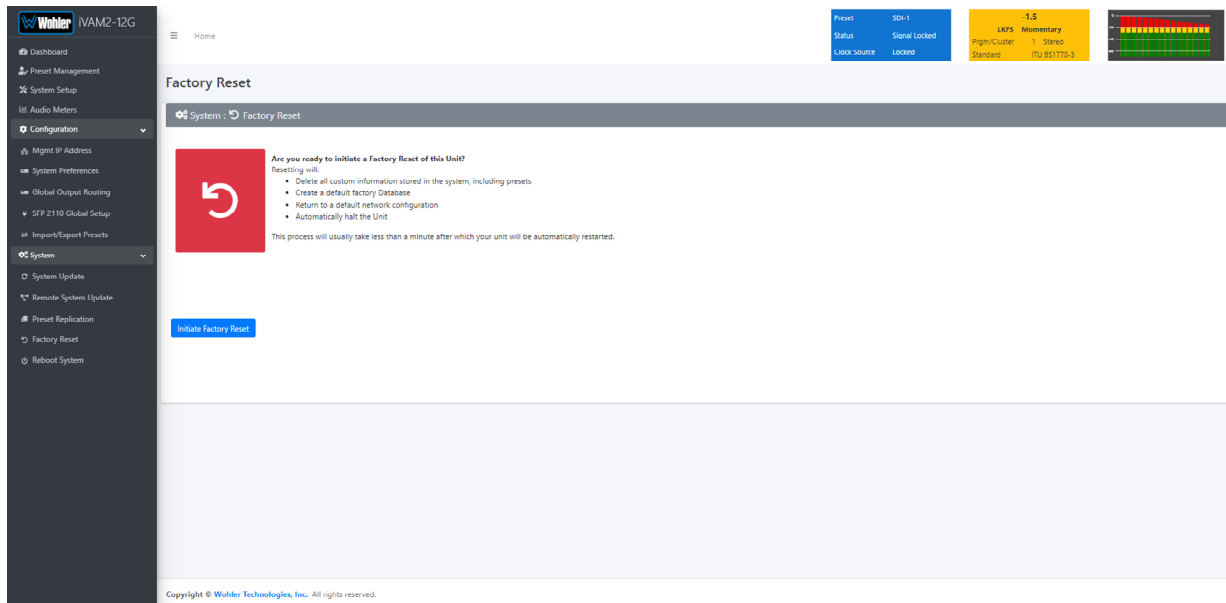 Wohler iVAM2-12G
Dashboard
Preset Management
System Setup
Audio Meters
Configuration
Mgmt IP Address
System Preferences
Global Output Routing
SFP 2110 Global Setup
Import/Export Presets
System
System Update
Remote System Update
Preset Replication
Factory Reset
Reboot System
Home
Preset SDI-1
Status Signal Locked
Clock Source Locked
-1.5
LKFS Momentary
Prgm/Cluster 1 Stereo
Standard ITU BS1770-3
Factory Reset
System : Factory Reset
Are you ready to initiate a Factory Reset of this Unit?
Resetting will:
Delete all custom information stored in the system, including presets
Create a default factory Database
Return to a default network configuration
Automatically halt the Unit
This process will usually take less than a minute after which your unit will be automatically restarted.
Initiate Factory Reset
Copyright © Wohler Technologies, Inc. All rights reserved.